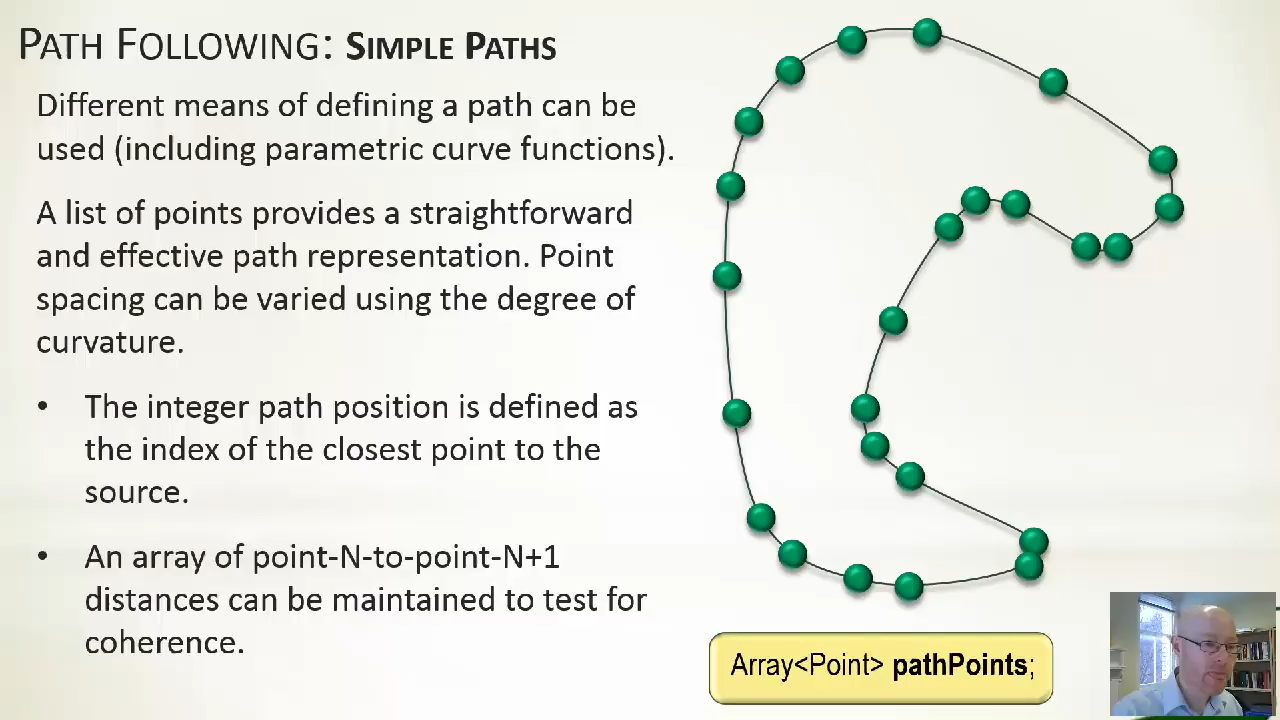 PATH FOLLOWING: SIMPLE PATHS
Different means of defining a path can be
used (including parametric curve functions).
A list of points provides a straightforward
and effective path representation. Point
spacing can be varied using the degree of
curvature.
• The integer path position is defined as
the index of the closest point to the
source.
• An array of point-N-to-point-N+1
distances can be maintained to test for
coherence.
Array<Point> pathPoints;